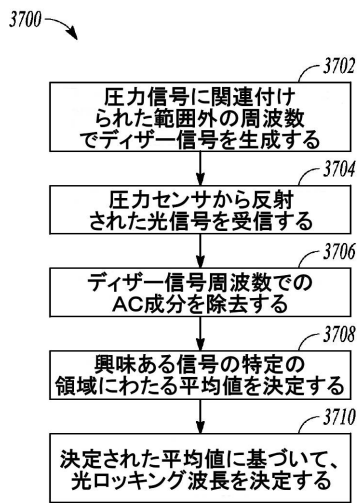 3700
3702
圧力信号に関連付け
られた範囲外の周波数
でディザー信号を生成する
3704
圧力センサから反射
された光信号を受信する
3706
ディザー信号周波数での
AC成分を除去する
3708
興味ある信号の特定の
領域にわたる平均値を決定する
3710
決定された平均値に基づいて、
光ロッキング波長を決定する